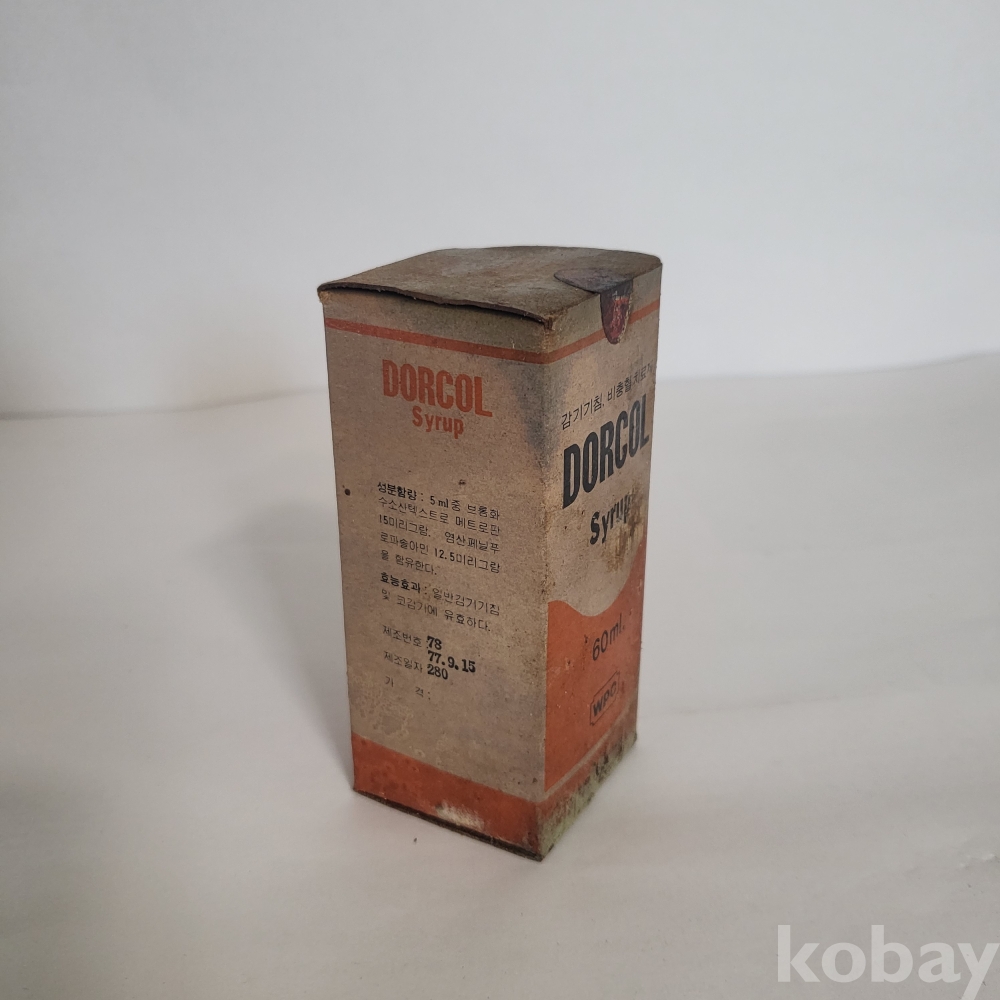 DORCOL
Syrup
성분함량 : 5ml중 브롬화
수소산덱스트로 메트로판
15미리그람. 염산페닐푸
로파솔아민 12.5미리그람
을 함유한다.
효능효과 : 일반감기기침
및 코감기에 유효하다.
제조번호 78
77.9.15
제조일자 280
가 격 :
감기기침, 비충혈치료
DORCOL
Syrup
60ml.
WPC
kobay